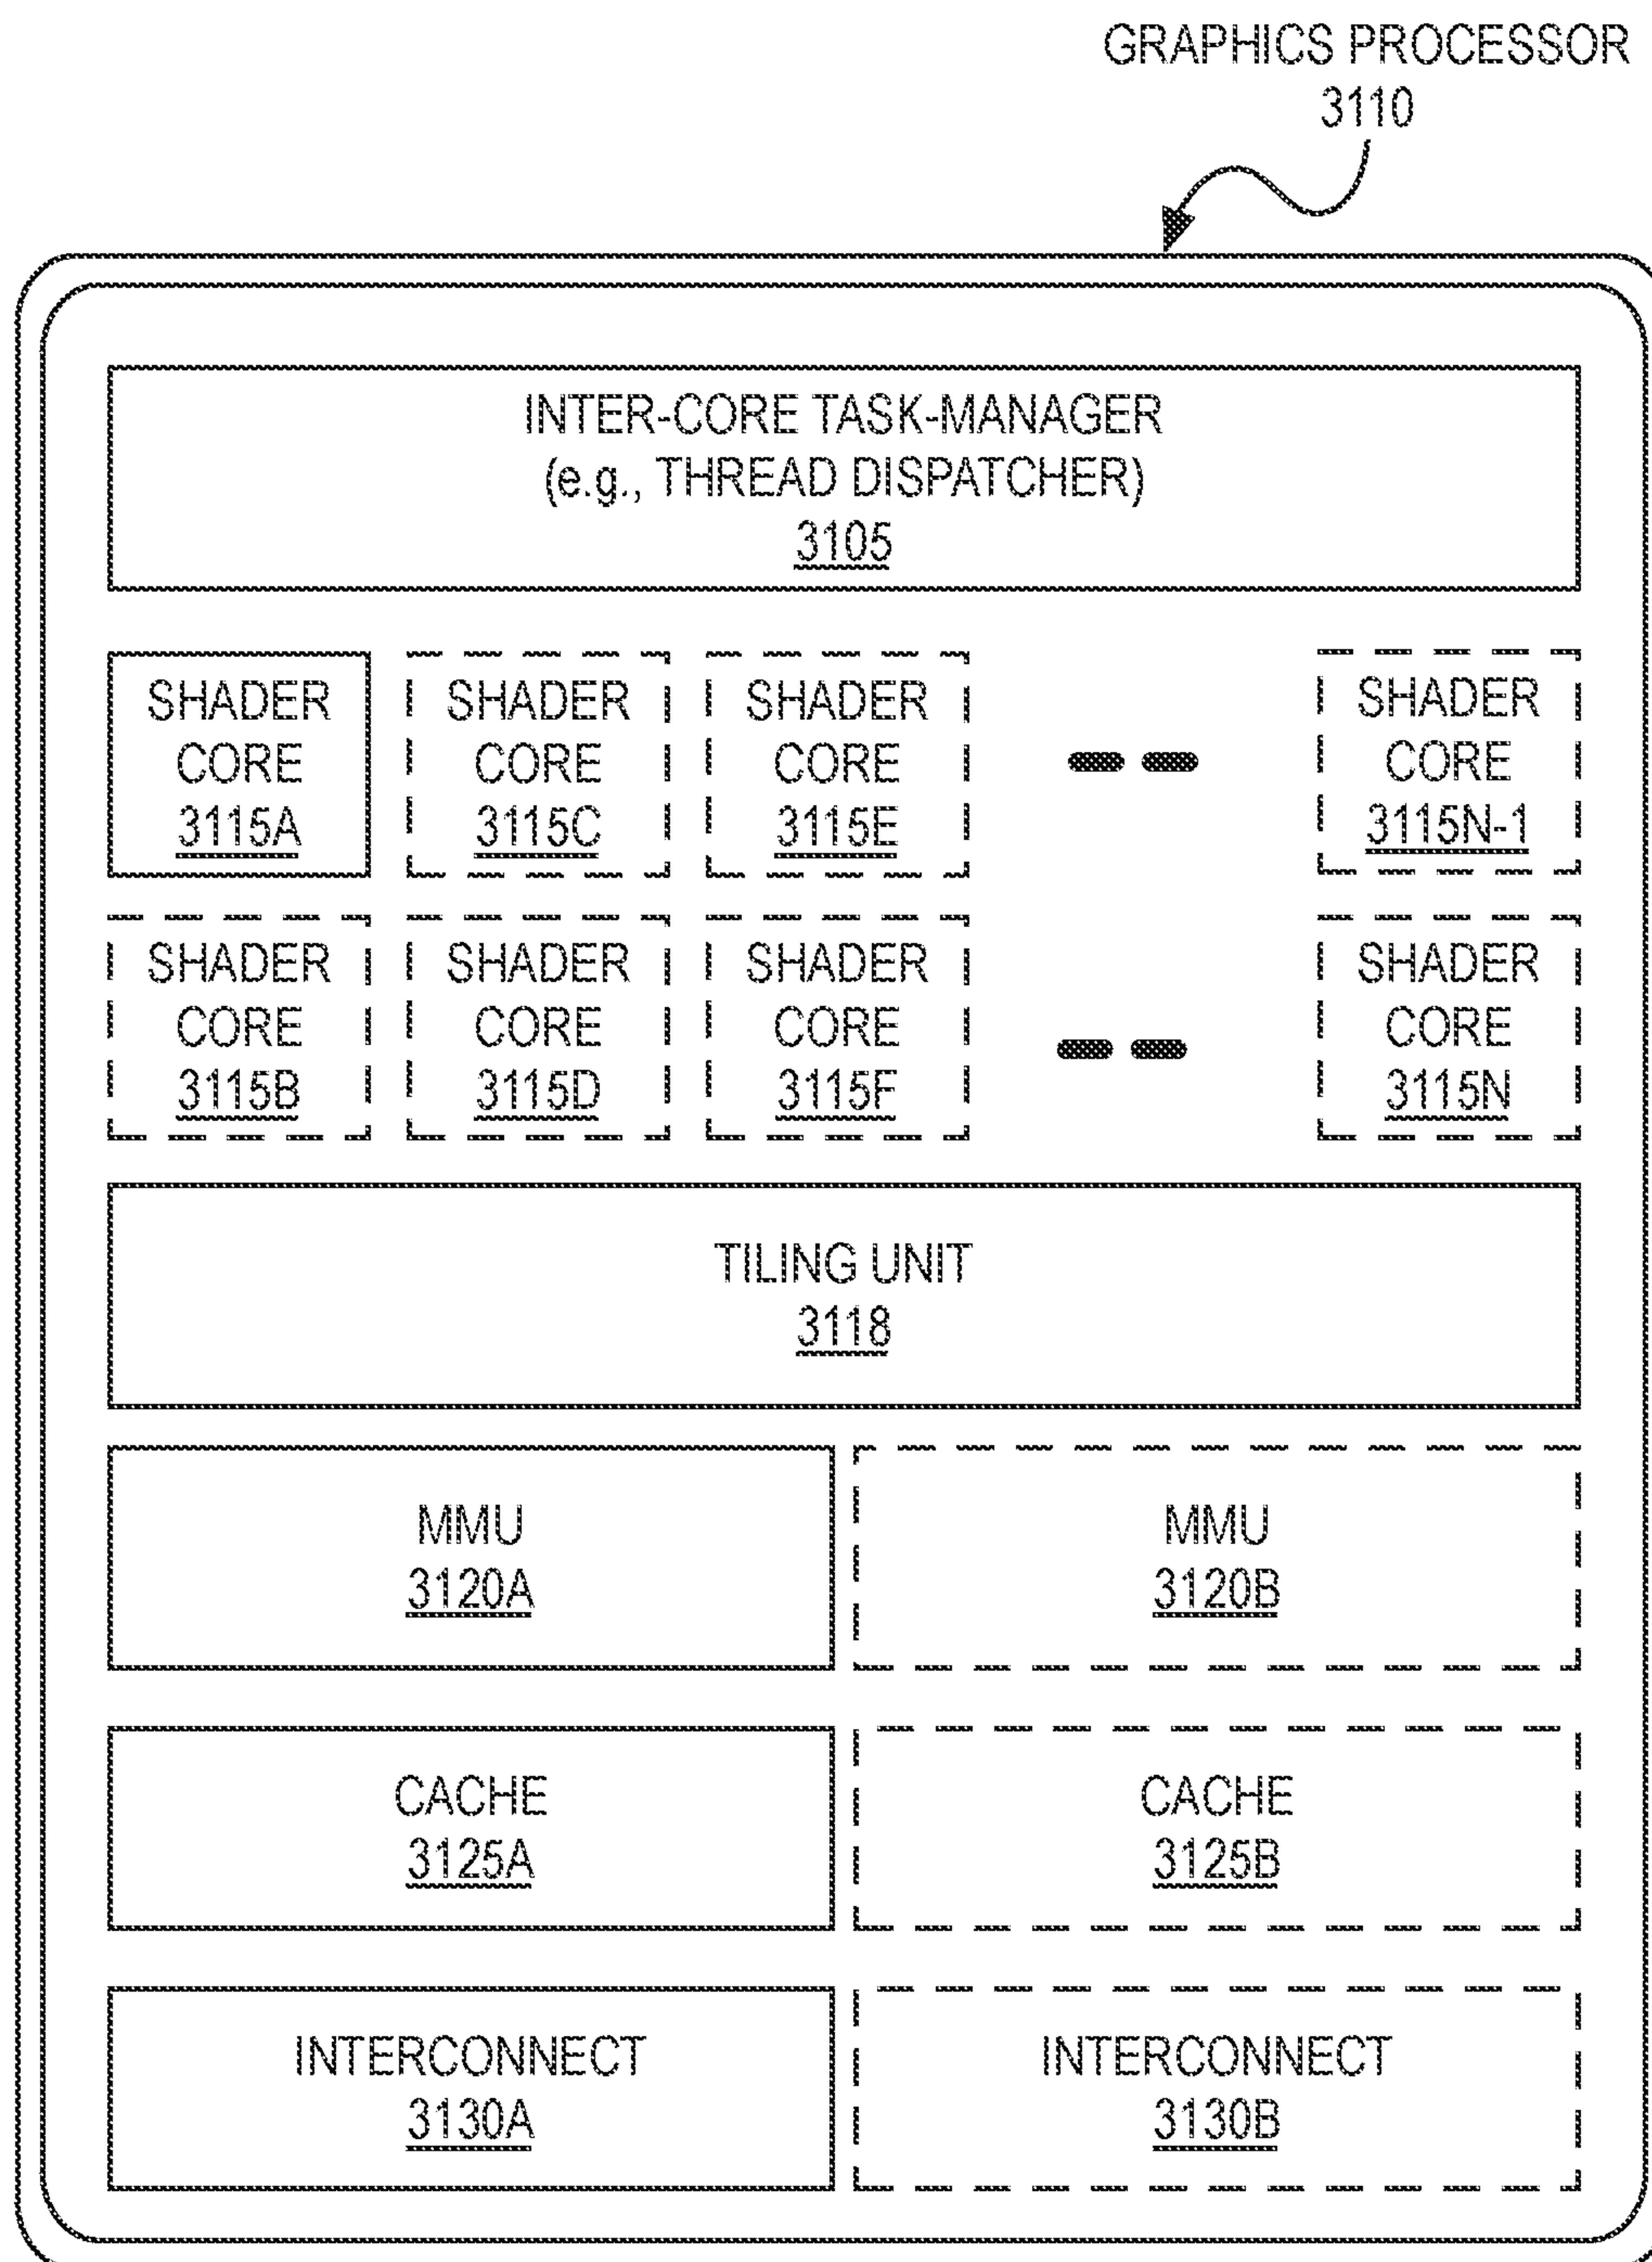 GRAPHICS PROCESSOR
3110
INTER-CORE TASK-MANAGER
(e.g., THREAD DISPATCHER)
3105
SHADER
CORE
3115A
SHADER
CORE
3115C
SHADER
CORE
3115E
SHADER
CORE
3115N-1
SHADER
CORE
3115B
SHADER
CORE
3115D
SHADER
CORE
3115F
SHADER
CORE
3115N
TILING UNIT
3118
MMU
3120A
MMU
3120B
CACHE
3125A
CACHE
3125B
INTERCONNECT
3130A
INTERCONNECT
3130B